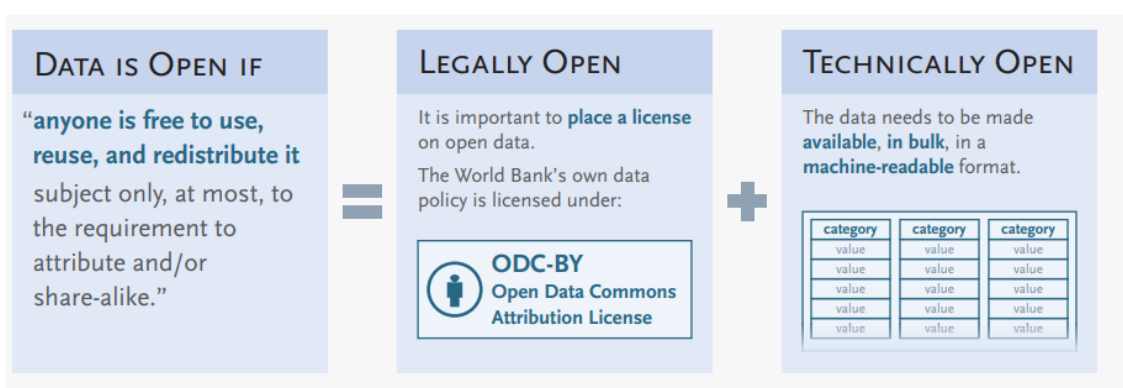 DATA IS OPEN IF
“anyone is free to use,
reuse, and redistribute it
subject only, at most, to
the requirement to
attribute and/or
share-alike.”
=
LEGALLY OPEN
It is important to place a license
on open data.
The World Bank’s own data
policy is licensed under:
ODC-BY
Open Data Commons
Attribution License
+
TECHNICALLY OPEN
The data needs to be made
available, in bulk, in a
machine-readable format.
category category category
value value value
value value value
value value value
value value value
value value value